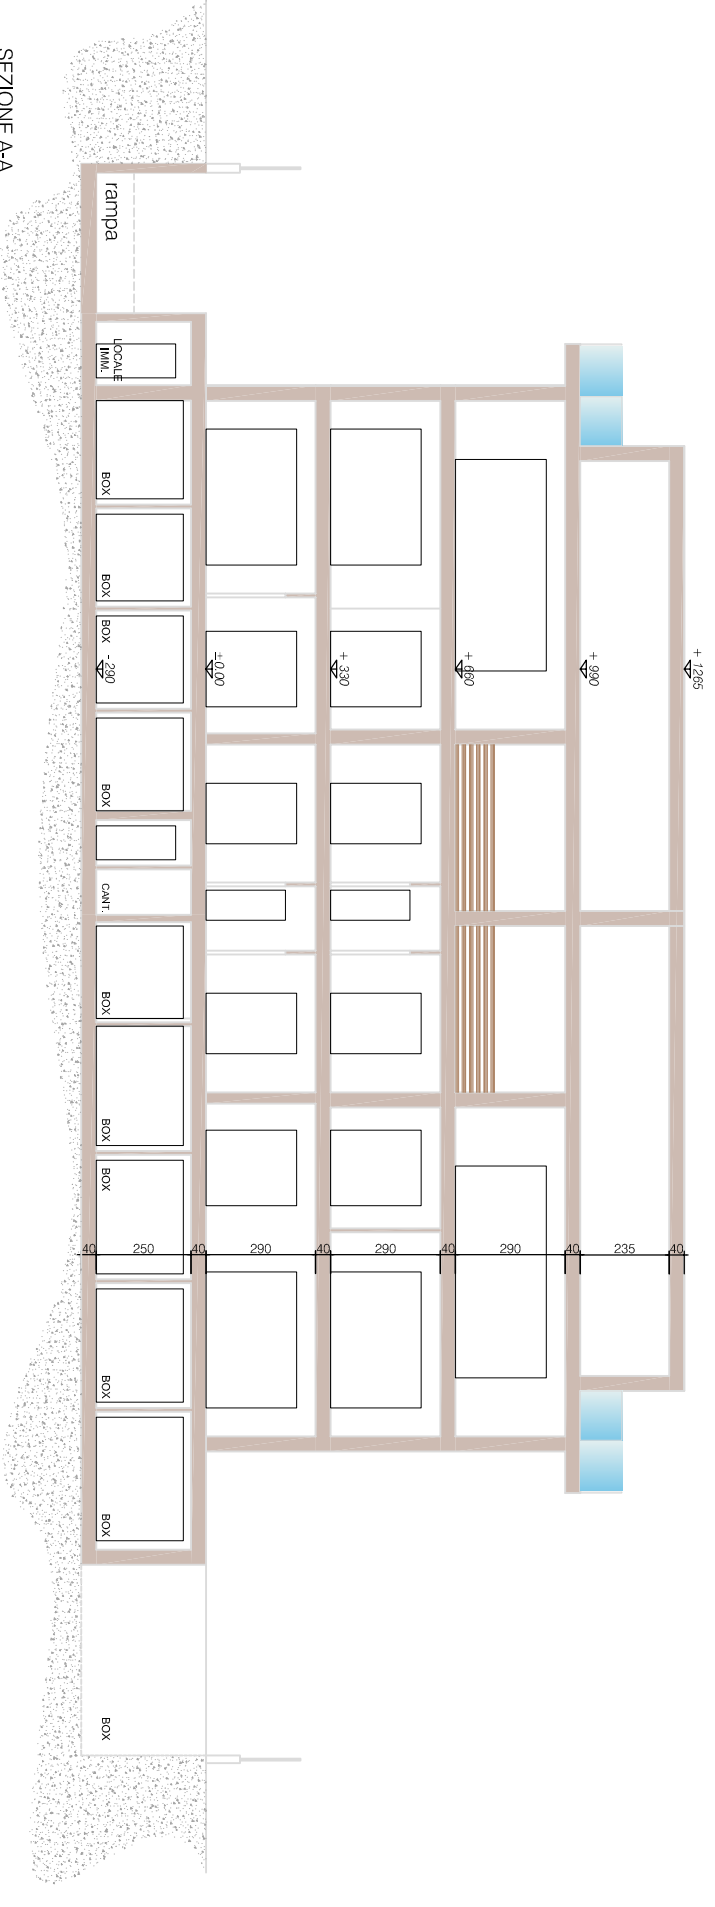 + 1265
+ 990
+ 660
+ 330
±0.00
- 290
40
250
40
290
40
290
40
290
40
235
40
rampa
LOCALE
IMM.
BOX
BOX
BOX
BOX
CANT.
BOX
BOX
BOX
BOX
BOX
BOX
SEZIONE A-A